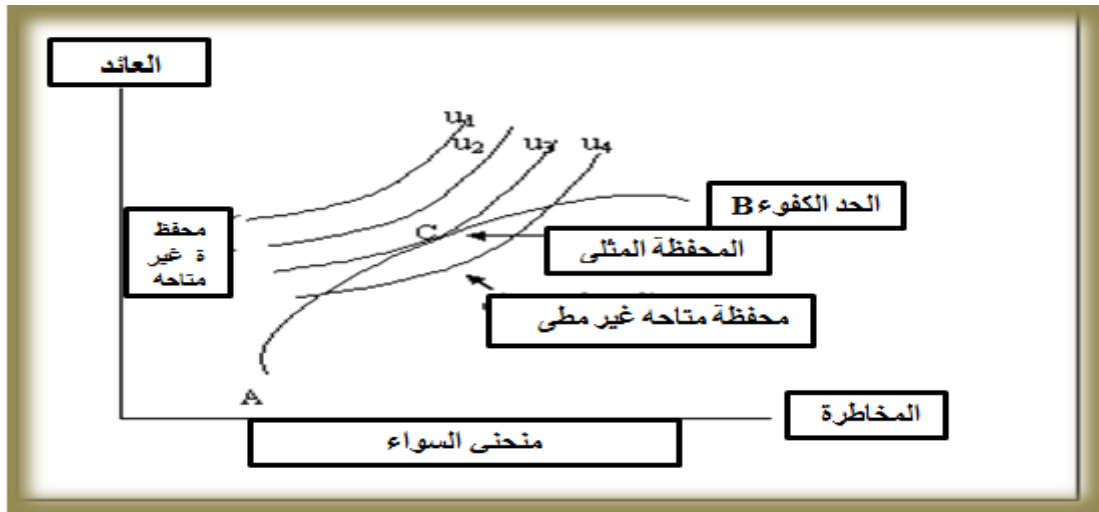 العائد
u1
u2
u3 u4
الحد الكفوء B
محفظ
ة غير
متاحه
C
المحفظة المثلى
محفظة متاحه غير مطى
A
المخاطرة
منحنى السواء